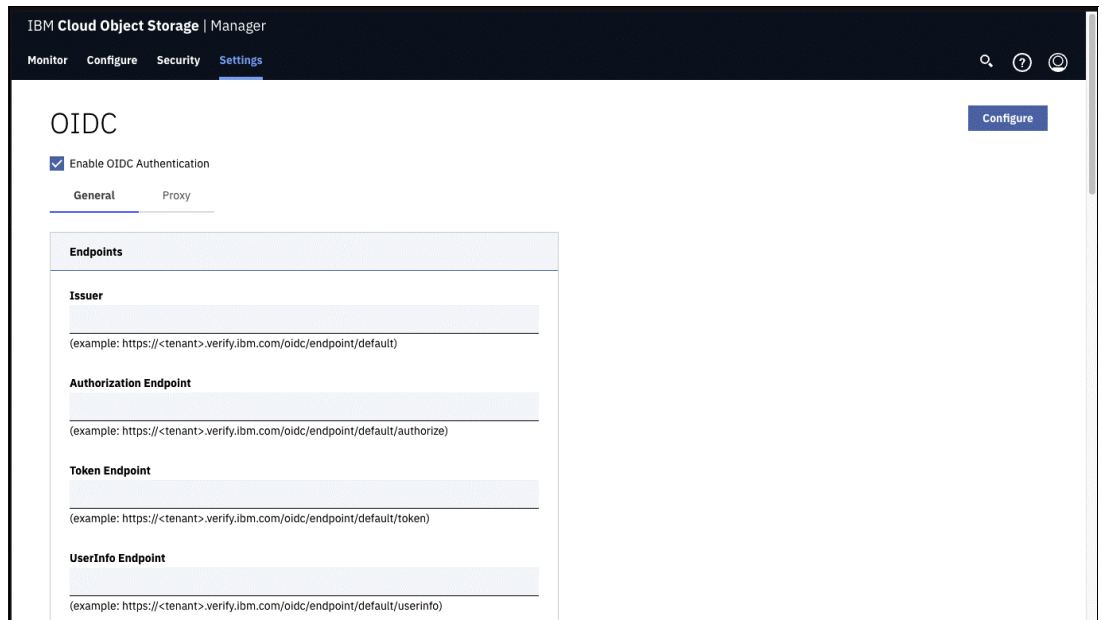 IBM Cloud Object Storage | Manager
Monitor Configure Security Settings
OIDC
Configure
Enable OIDC Authentication
General Proxy
Endpoints
Issuer
(example: https://<tenant>.verify.ibm.com/oidc/endpoint/default)
Authorization Endpoint
(example: https://<tenant>.verify.ibm.com/oidc/endpoint/default/authorize)
Token Endpoint
(example: https://<tenant>.verify.ibm.com/oidc/endpoint/default/token)
UserInfo Endpoint
(example: https://<tenant>.verify.ibm.com/oidc/endpoint/default/userinfo)